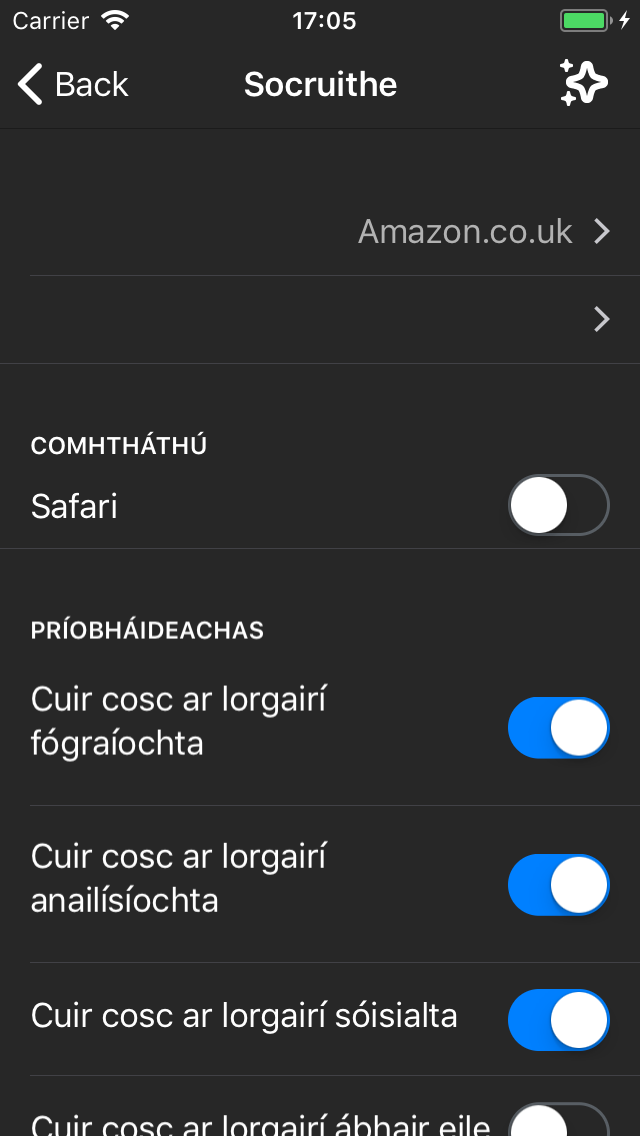 Carrier 17:05
Back Socruithe
Amazon.co.uk
COMHTHÁTHÚ
Safari
PRÍOBHÁIDEACHAS
Cuir cosc ar lorgairí
fógraíochta
Cuir cosc ar lorgairí
anailísíochta
Cuir cosc ar lorgairí sóisialta
Cuir cosc ar lorgairí ábhair eile